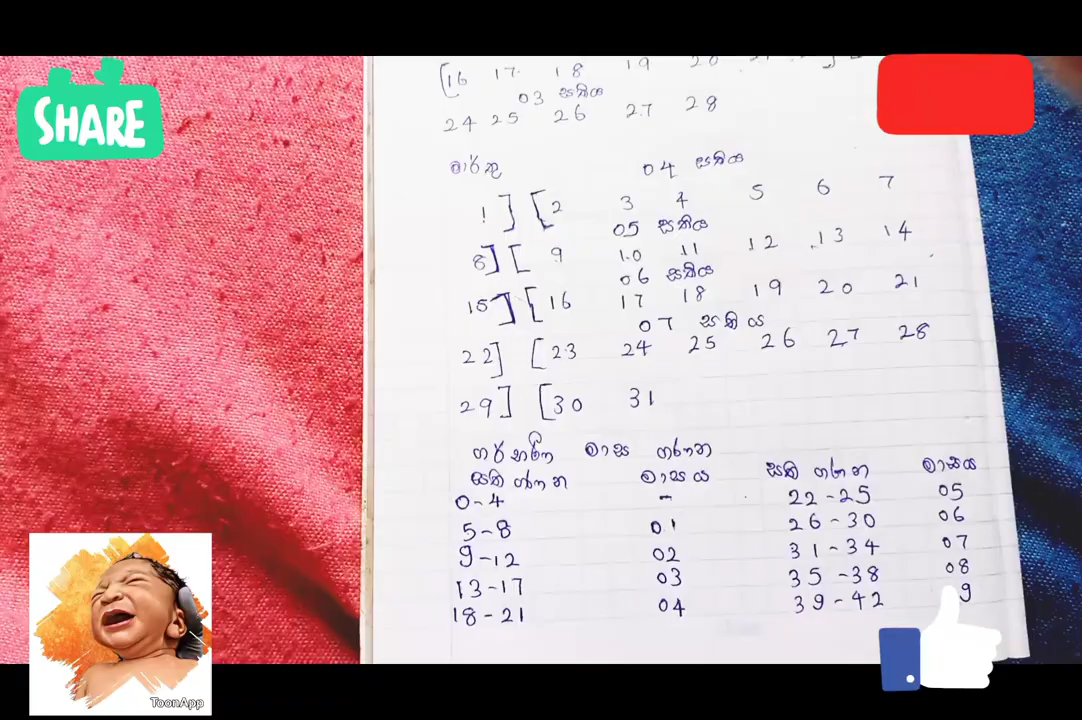 SHARE
[16 17 18 19 20
03 සතිය
24 25 26 27 28
මාර්තු 04 සතිය
1] [2 3 4 5 6 7
05 සතිය
8] [ 9 10 11 12 13 14
06 සතිය
15] [16 17 18 19 20 21
07 සතිය
22] [23 24 25 26 27 28
29] [30 31
ගර්භණී මාස ගණන
සති ගණන මාසය සති ගණන මාසය
0-4 - 22-25 05
5-8 01 26-30 06
9-12 02 31-34 07
13-17 03 35-38 08
18-21 04 39-42 9
ToonApp